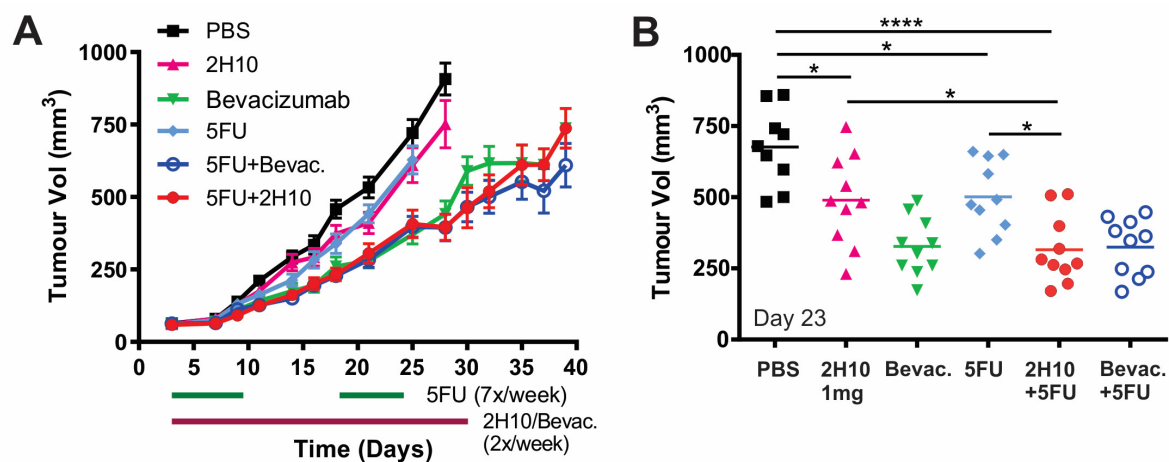 A
PBS
2H10
Bevacizumab
5FU
5FU+Bevac.
5FU+2H10
Tumour Vol (mm³)
1000
750
500
250
0
0 5 10 15 20 25 30 35 40
5FU (7x/week)
2H10/Bevac.
(2x/week)
Time (Days)
B
****
*
*
*
*
Tumour Vol (mm³)
1000
750
500
250
0
Day 23
PBS 2H10 Bevac. 5FU 2H10 Bevac.
1mg +5FU +5FU